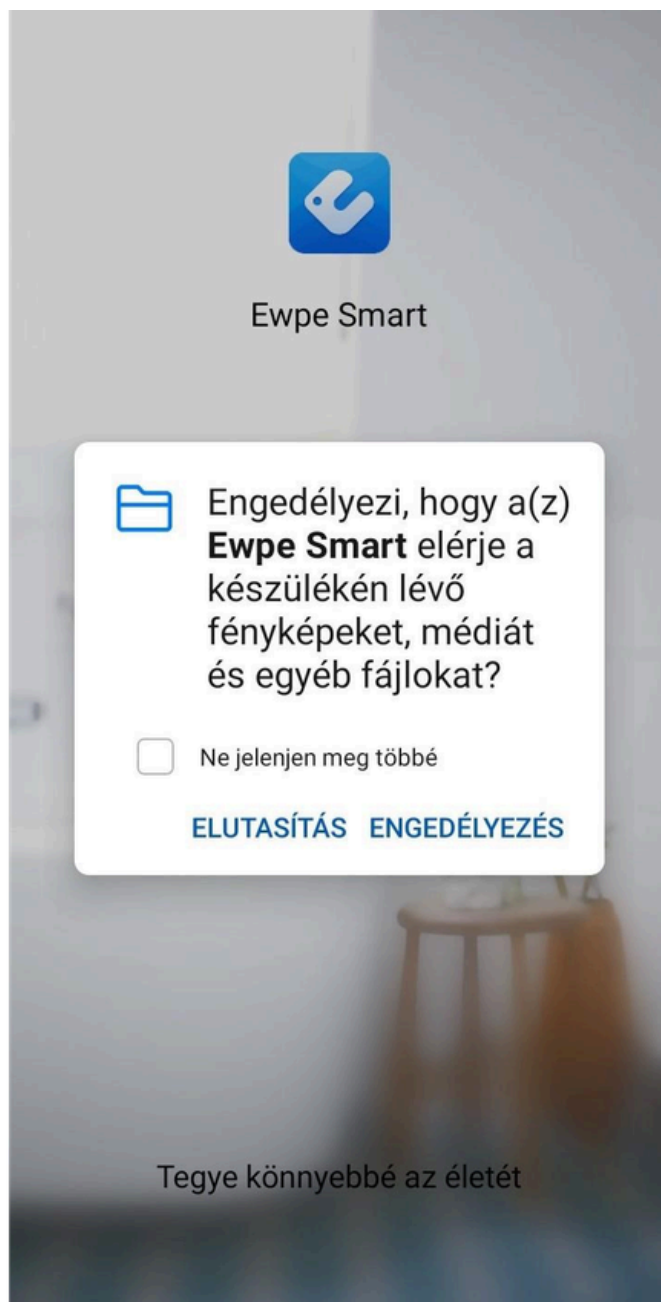 Ewpe Smart
Engedélyezi, hogy a(z)
Ewpe Smart elérje a
készülékén lévő
fényképeket, médiát
és egyéb fájlokat?
Ne jelenjen meg többé
ELUTASÍTÁS ENGEDÉLYEZÉS
Tegye könnyebbé az életét